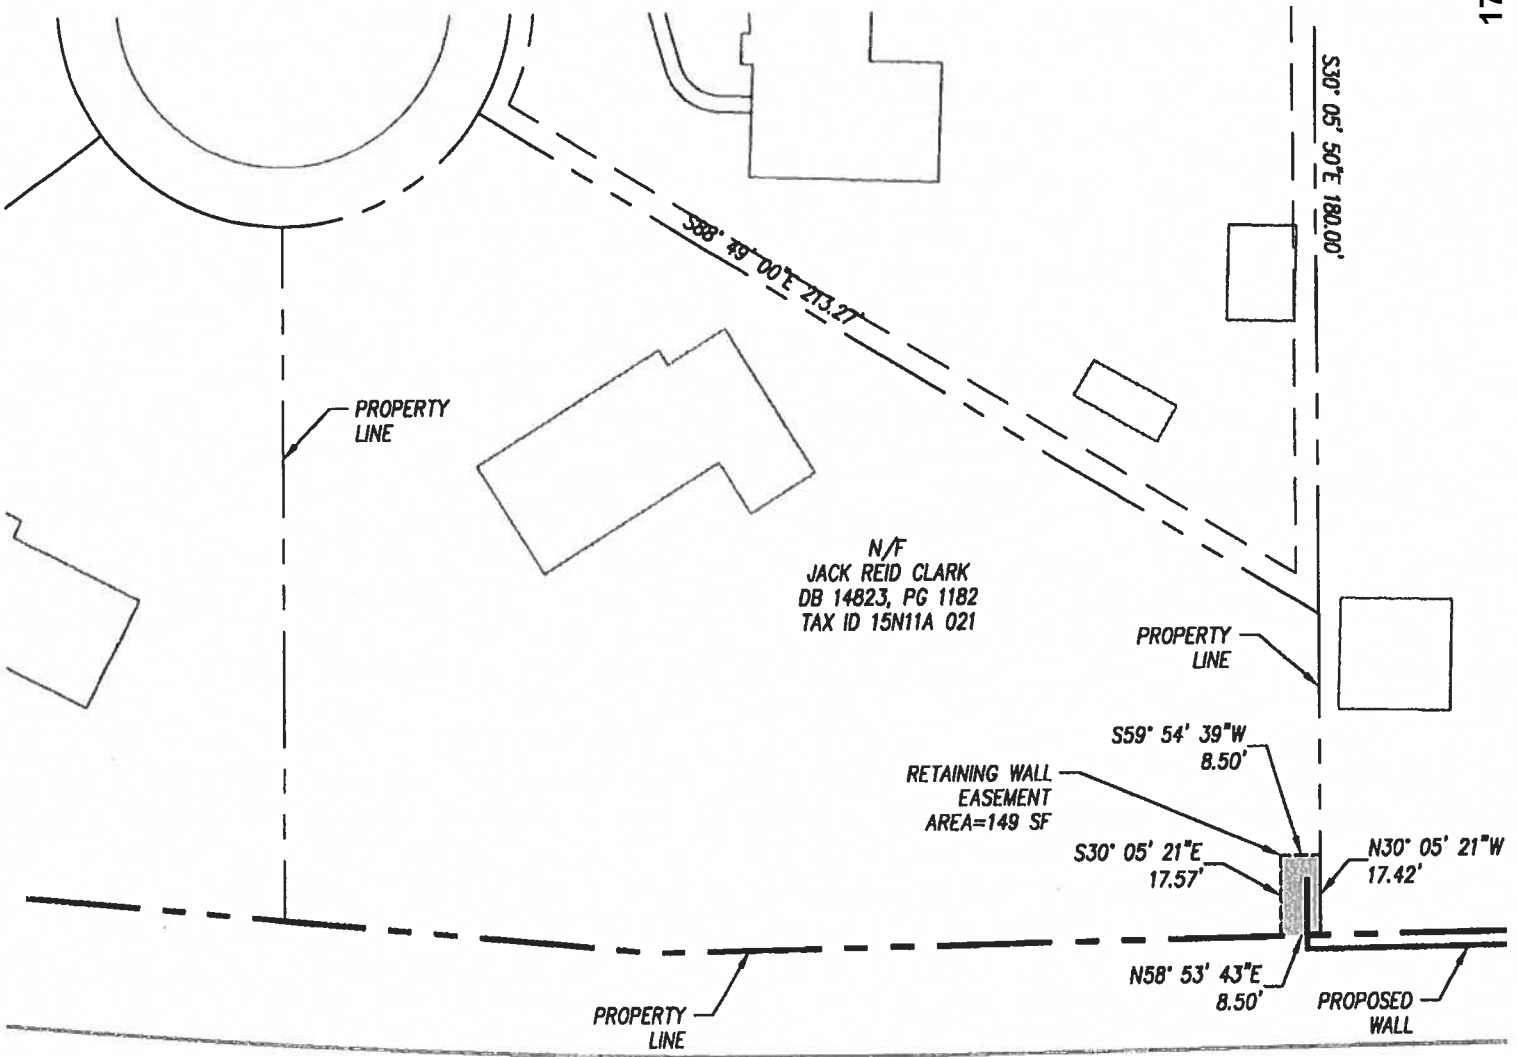 17
S30° 05' 50"E 180.00'
S88° 49' 00"E 213.27'
PROPERTY
LINE
N/F
JACK REID CLARK
DB 14823, PG 1182
TAX ID 15N11A 021
PROPERTY
LINE
S59° 54' 39"W
8.50'
RETAINING WALL
EASEMENT
AREA=149 SF
S30° 05' 21"E
17.57'
N30° 05' 21"W
17.42'
N58° 53' 43"E
8.50'
PROPERTY
LINE
PROPOSED
WALL